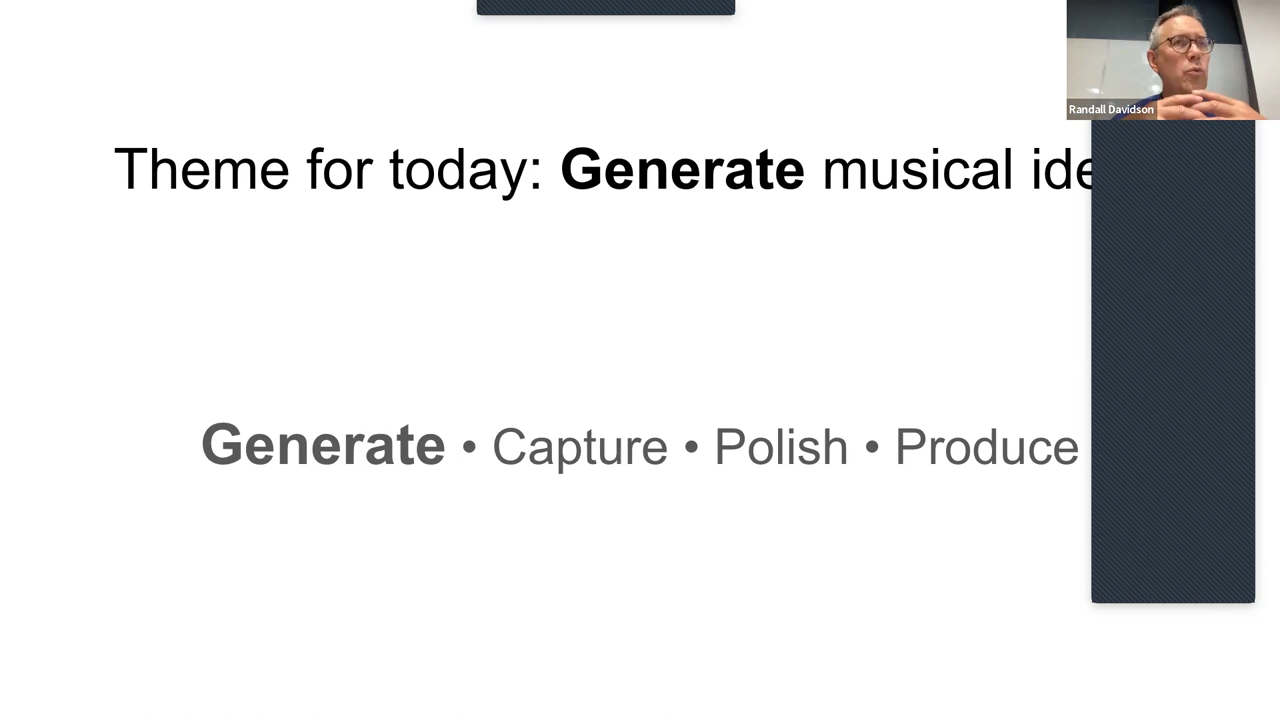 Randall Davidson
Theme for today: Generate musical ide
Generate • Capture • Polish • Produce